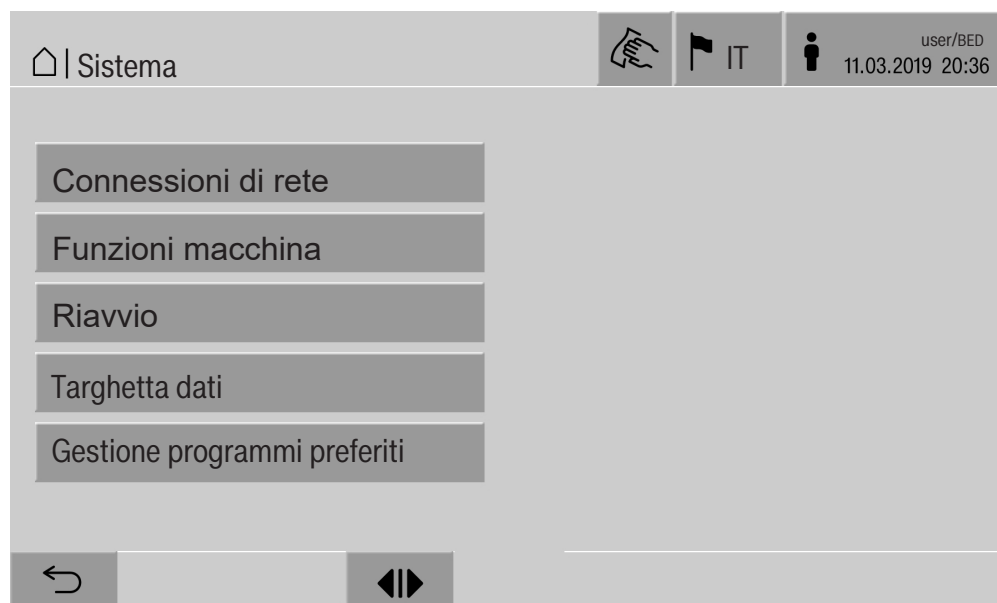 | Sistema
IT
user/BED
11.03.2019 20:36
Connessioni di rete
Funzioni macchina
Riavvio
Targhetta dati
Gestione programmi preferiti